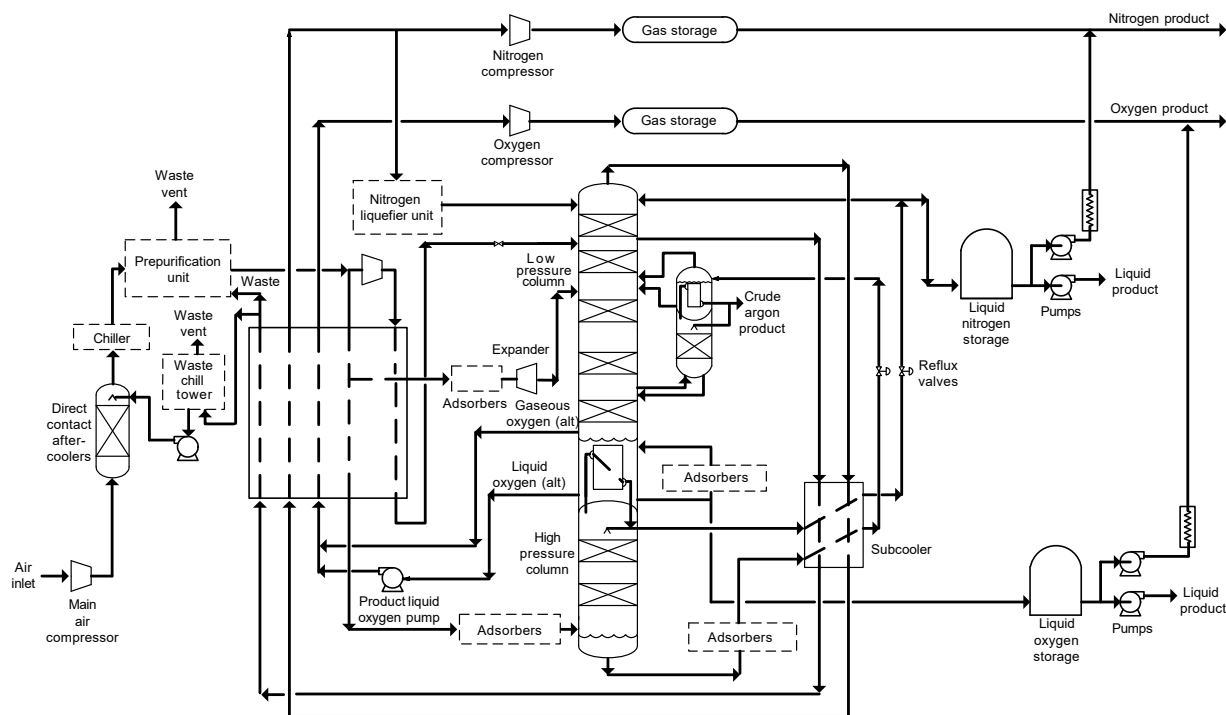 Nitrogen product
Gas storage
Nitrogen
compressor
Oxygen product
Gas storage
Oxygen
compressor
Waste
vent
Nitrogen
liquefier unit
Prepurification
unit
Waste
Low
pressure
column
Liquid
product
Liquid
nitrogen
storage
Pumps
Crude
argon
product
Waste
vent
Chiller
Waste
chill
tower
Expander
Reflux
valves
Adsorbers
Gaseous
oxygen (alt)
Direct
contact
after-
coolers
Liquid
oxygen (alt)
Adsorbers
High
pressure
column
Subcooler
Air
inlet
Main
air
compressor
Product liquid
oxygen pump
Adsorbers
Adsorbers
Liquid
product
Liquid
oxygen
storage
Pumps